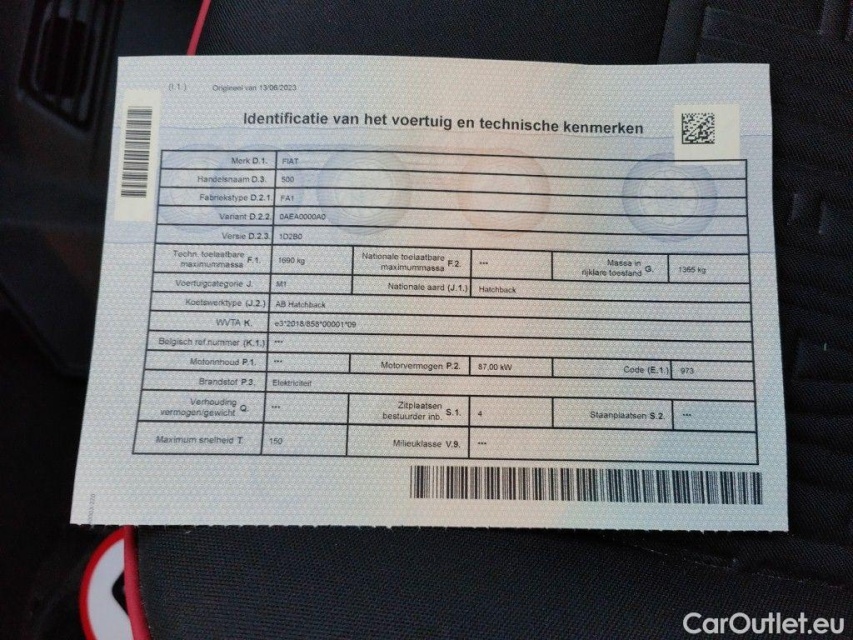 (I.1.) Origineel van 13/06/2023
Identificatie van het voertuig en technische kenmerken
Merk D.1. FIAT
Handelsnaam D.3. 500
Fabriekstype D.2.1 FA1
Variant D.2.2 0AEA0000A0
Versie D.2.3 1D2B0
Techn. toelaatbare maximummassa F.1. 1690 kg Nationale toelaatbare maximummassa F.2. --- Massa in rijklare toestand G. 1365 kg
Voertuigcategorie J. M1 Nationale aard (J.1.) Hatchback
Koetswerktype (J.2.) AB Hatchback
WVTA K. e3*2018/858*00001*09
Belgisch ref.nummer (K.1.) ---
Motorinhoud P.1. --- Motorvermogen P.2. 87,00 kW Code (E.1.) 973
Brandstof P.3. Elektriciteit
Verhouding vermogen/gewicht Q. --- Zitplaatsen bestuurder inb. S.1. 4 Staanplaatsen S.2. ---
Maximum snelheid T. 150 Milieuklasse V.9. ---
CarOutlet.eu